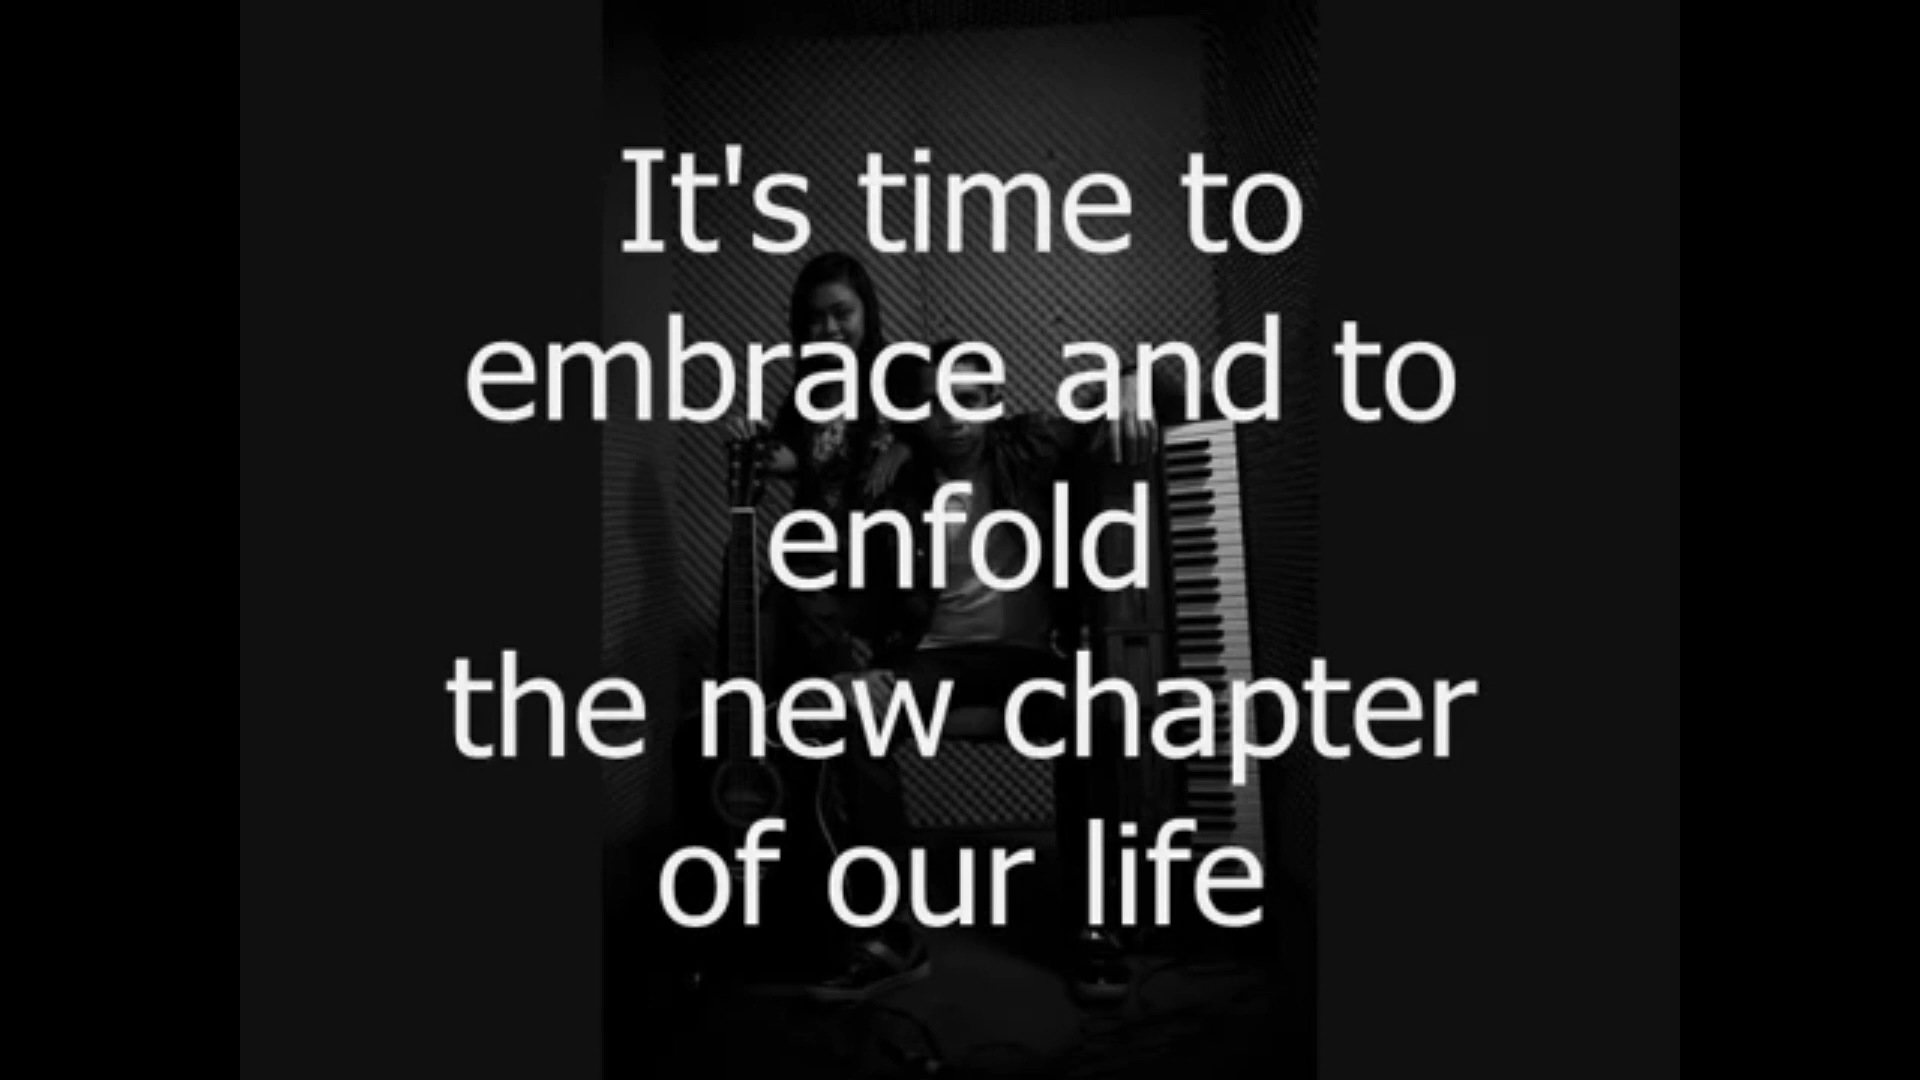 It's time to
embrace and to
enfold
the new chapter
of our life